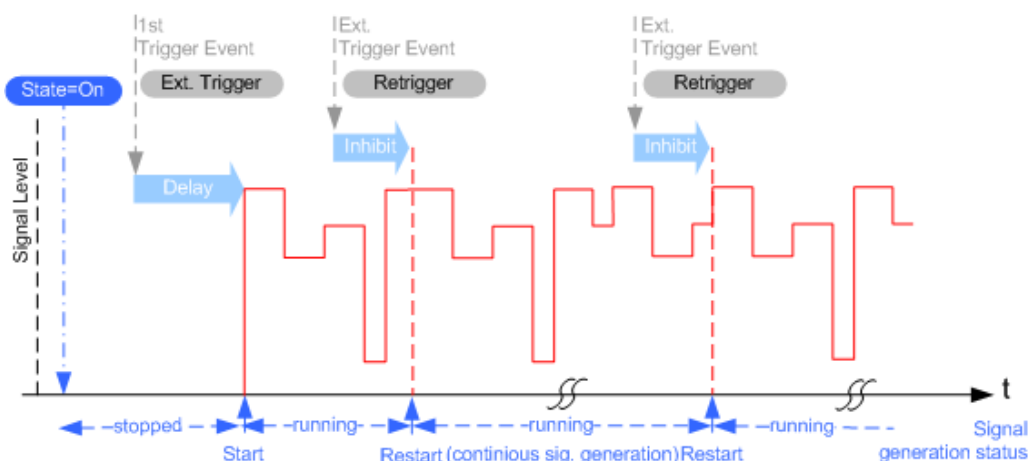 1st
Trigger Event
Ext.
Trigger Event
Ext.
Trigger Event
State=On
Ext. Trigger
Retrigger
Retrigger
Inhibit
Inhibit
Delay
Signal Level
t
stopped
running
running
running
Signal
generation status
Start
Restart (continious sig. generation) Restart